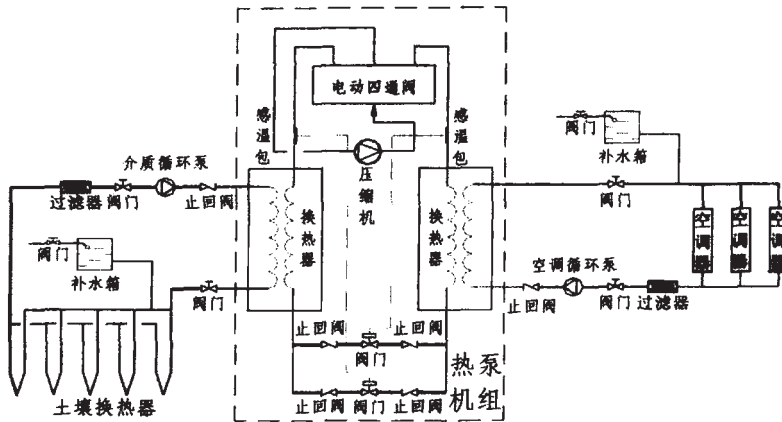 电动四通阀
感温包
感温包
压缩机
阀门
补水箱
介质循环泵
过滤器
阀门
止回阀
换热器
换热器
阀门
空调器
空调器
空调器
阀门
补水箱
阀门
空调循环泵
止回阀
阀门
过滤器
止回阀
止回阀
阀门
热泵
机组
止回阀
阀门
止回阀
土壤换热器